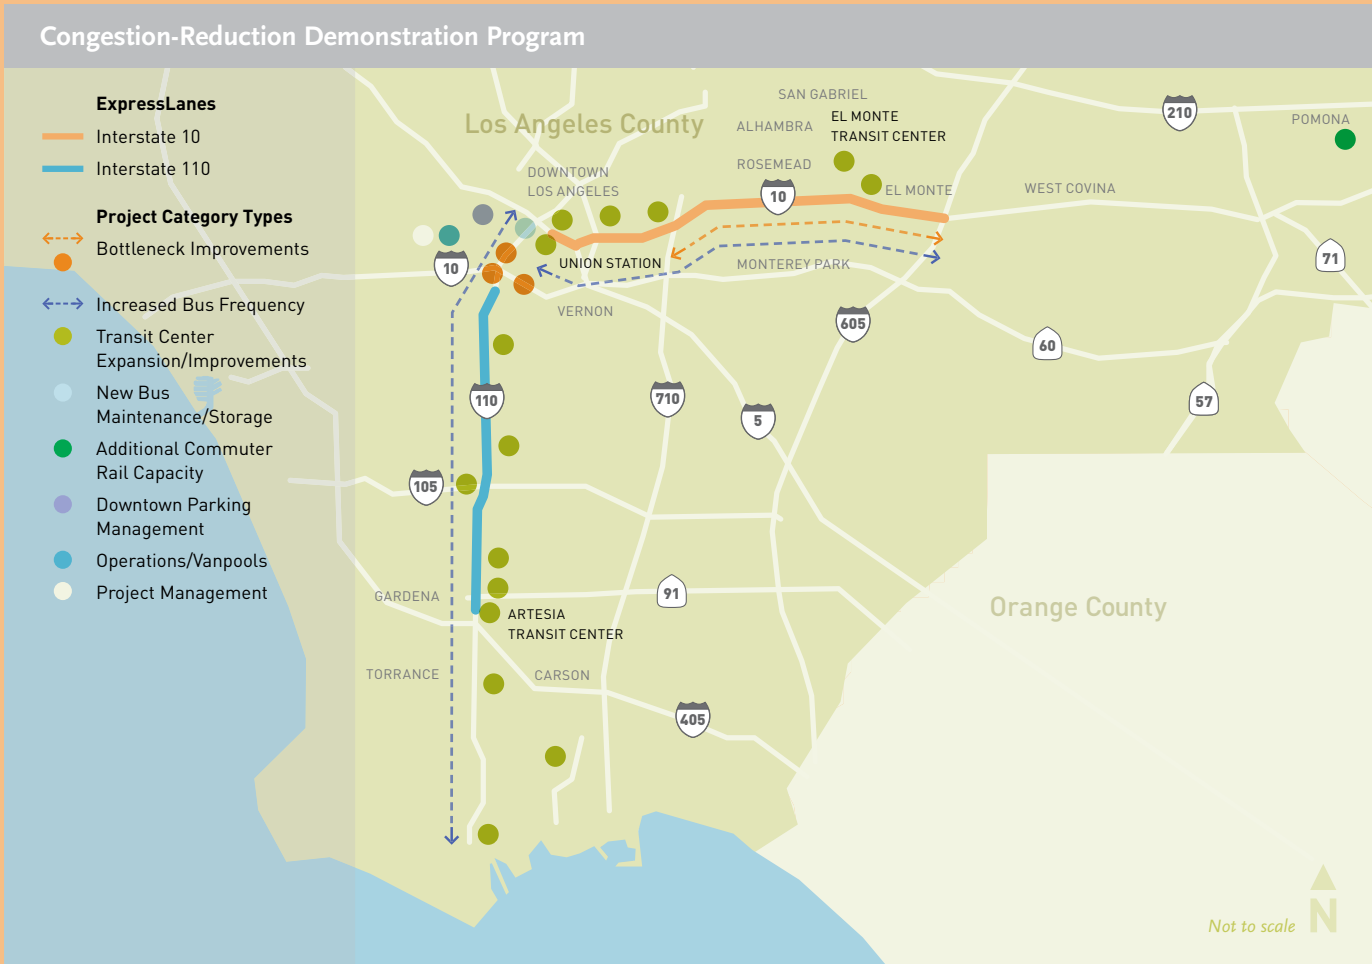 Congestion-Reduction Demonstration Program
ExpressLanes
Interstate 10
Interstate 110
Project Category Types
Bottleneck Improvements
Increased Bus Frequency
Transit Center
Expansion/Improvements
New Bus
Maintenance/Storage
Additional Commuter
Rail Capacity
Downtown Parking
Management
Operations/Vanpools
Project Management
Los Angeles County
SAN GABRIEL
EL MONTE
TRANSIT CENTER
ALHAMBRA
210
POMONA
DOWNTOWN
LOS ANGELES
ROSEMEAD
10
EL MONTE
WEST COVINA
10
UNION STATION
MONTEREY PARK
71
VERNON
605
60
110
710
5
57
105
GARDENA
91
ARTESIA
TRANSIT CENTER
Orange County
TORRANCE
CARSON
405
Not to scale
N